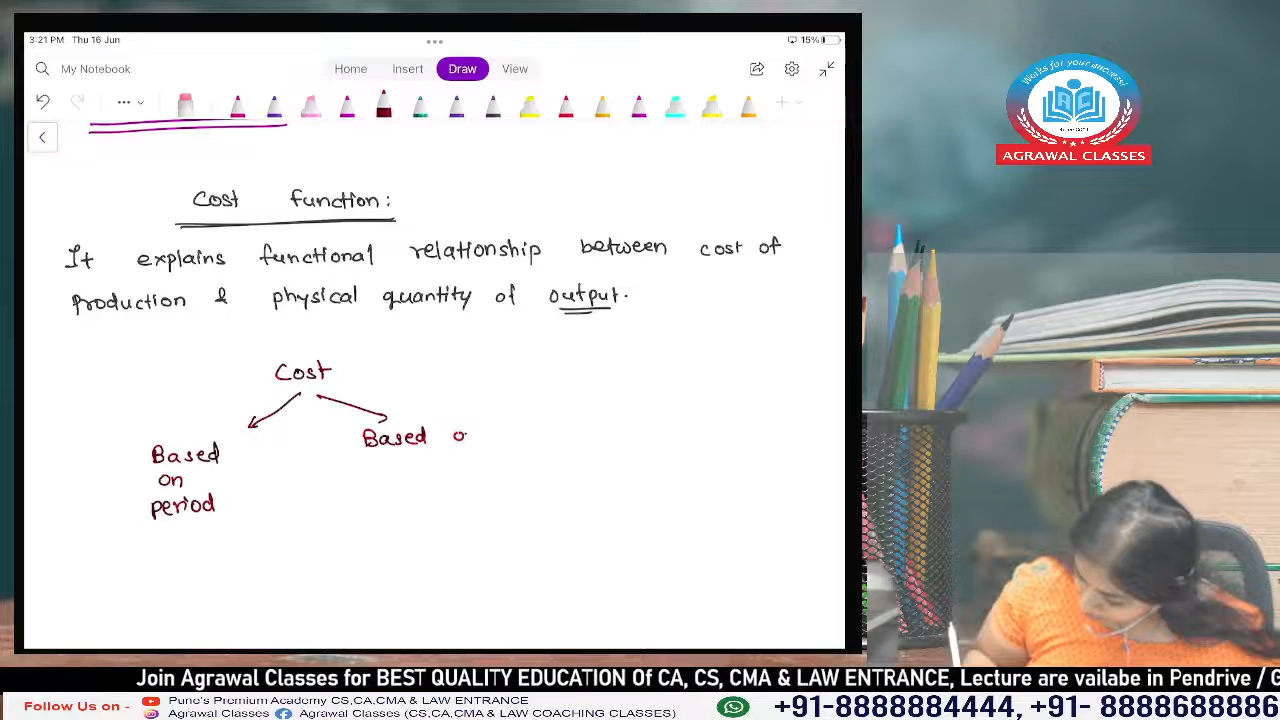 3:21 PM Thu 16 Jun
15%
My Notebook
Home Insert Draw View
Works for your success!
AGRAWAL CLASSES
Cost function:
It explains functional relationship between cost of
production & physical quantity of output.
Cost
Based
on
period
Based o
Join Agrawal Classes for BEST QUALITY EDUCATION Of CA, CS, CMA & LAW ENTRANCE, Lecture are vailabe in Pendrive / G
Follow Us on -
Pune's Premium Academy CS,CA,CMA & LAW ENTRANCE
Agrawal Classes
Agrawal Classes (CS,CA,CMA & LAW COACHING CLASSES)
+91-8888884444, +91- 8888688886